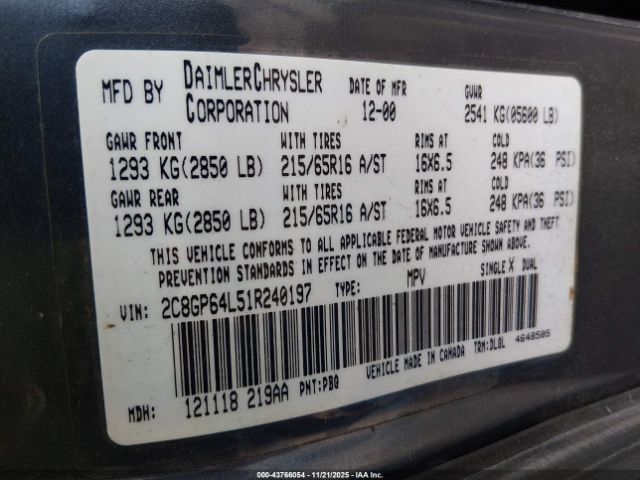 MFD BY DAIMLERCHRYSLER CORPORATION DATE OF MFR 12-00 GVWR 2541 KG(05600 LB)
GAWR FRONT WITH TIRES RIMS AT COLD
1293 KG(2850 LB) 215/65R16 A/ST 16X6.5 248 KPA(36 PSI)
GAWR REAR WITH TIRES RIMS AT COLD
1293 KG(2850 LB) 215/65R16 A/ST 16X6.5 248 KPA(36 PSI)
THIS VEHICLE CONFORMS TO ALL APPLICABLE FEDERAL MOTOR VEHICLE SAFETY AND THEFT
PREVENTION STANDARDS IN EFFECT ON THE DATE OF MANUFACTURE SHOWN ABOVE.
VIN: 2C8GP64L51R240197 TYPE: MPV SINGLE X DUAL
VEHICLE MADE IN CANADA TRM:DLQL 4648505
MDH: 121118 219AA PNT:PBQ
000-43766054 - 11/21/2025 - IAA Inc.